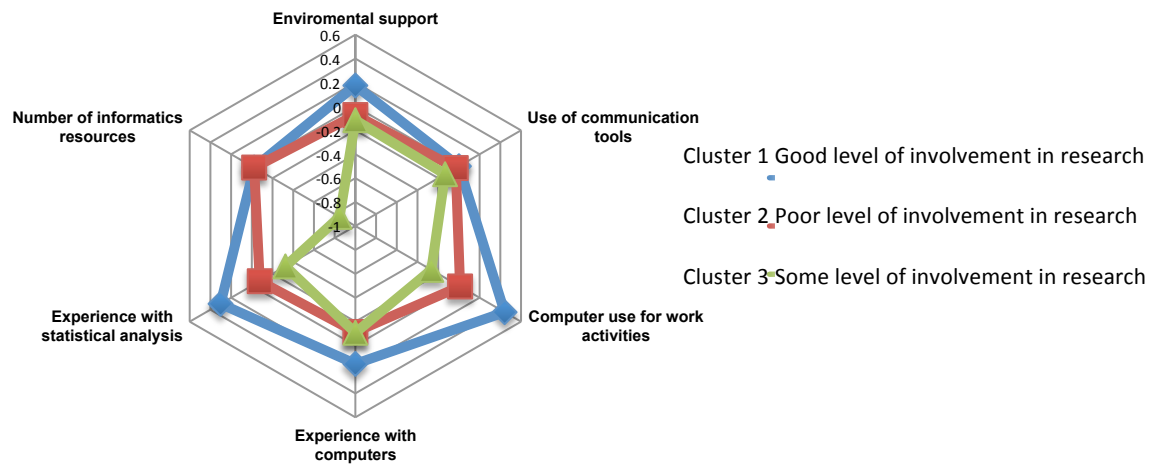 Enviromental support
0.6
0.4
0.2
0
-0.2
-0.4
-0.6
-0.8
-1
Number of informatics
resources
Use of communication
tools
Experience with
statistical analysis
Computer use for work
activities
Experience with
computers
Cluster 1 Good level of involvement in research
Cluster 2 Poor level of involvement in research
Cluster 3 Some level of involvement in research